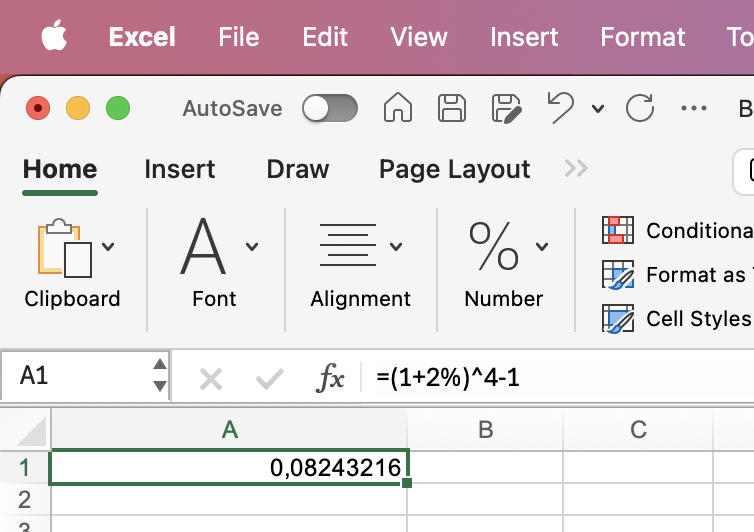 Excel File Edit View Insert Format To
AutoSave B
Home Insert Draw Page Layout
Clipboard Font Alignment Number
Conditiona
Format as
Cell Styles
A1 fx =(1+2%)^4-1
A B C
1 0,08243216
2
3